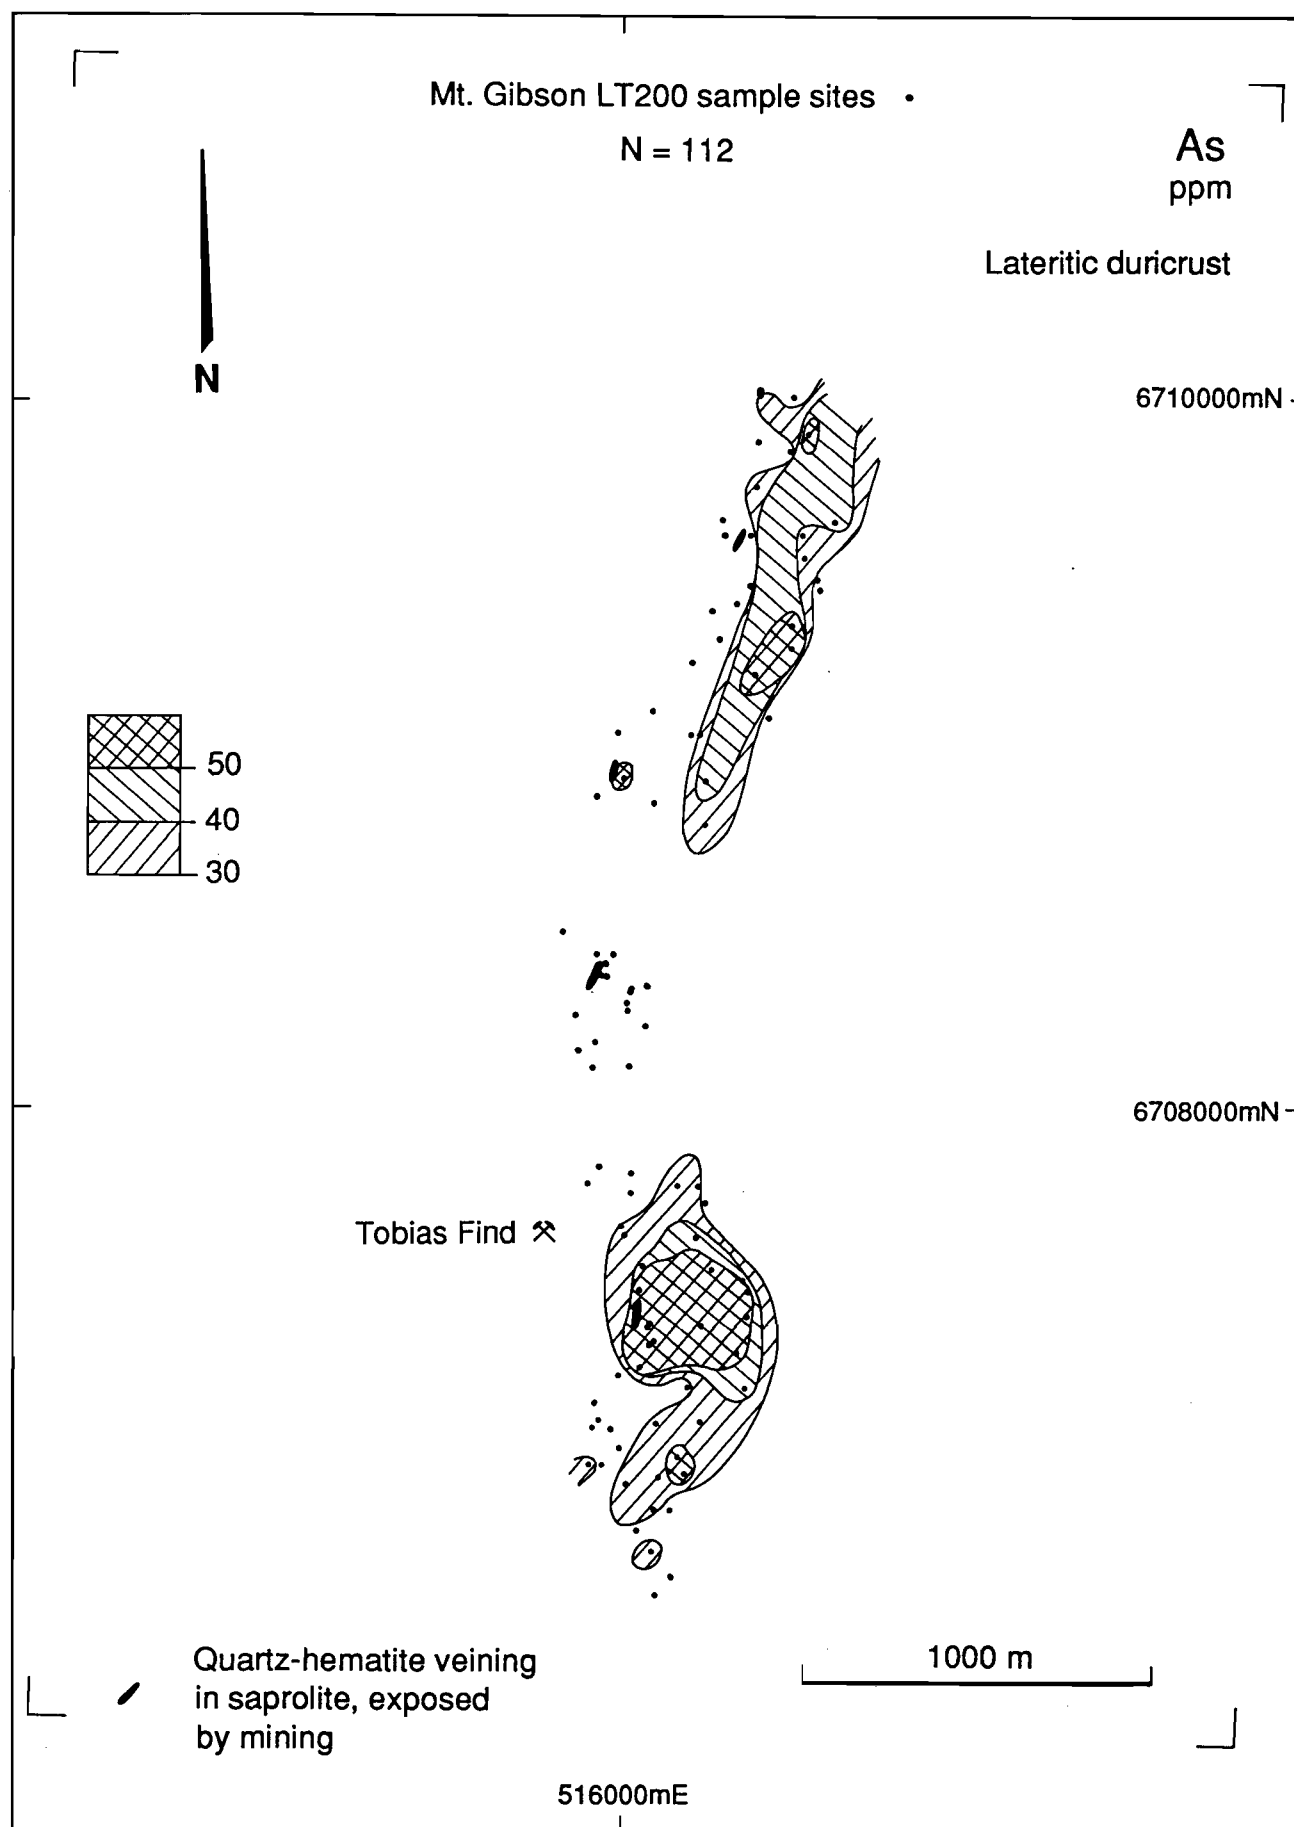 Mt. Gibson LT200 sample sites
N = 112
As
ppm
Lateritic duricrust
N
6710000mN
50
40
30
6708000mN
Tobias Find
Quartz-hematite veining
in saprolite, exposed
by mining
1000 m
516000mE